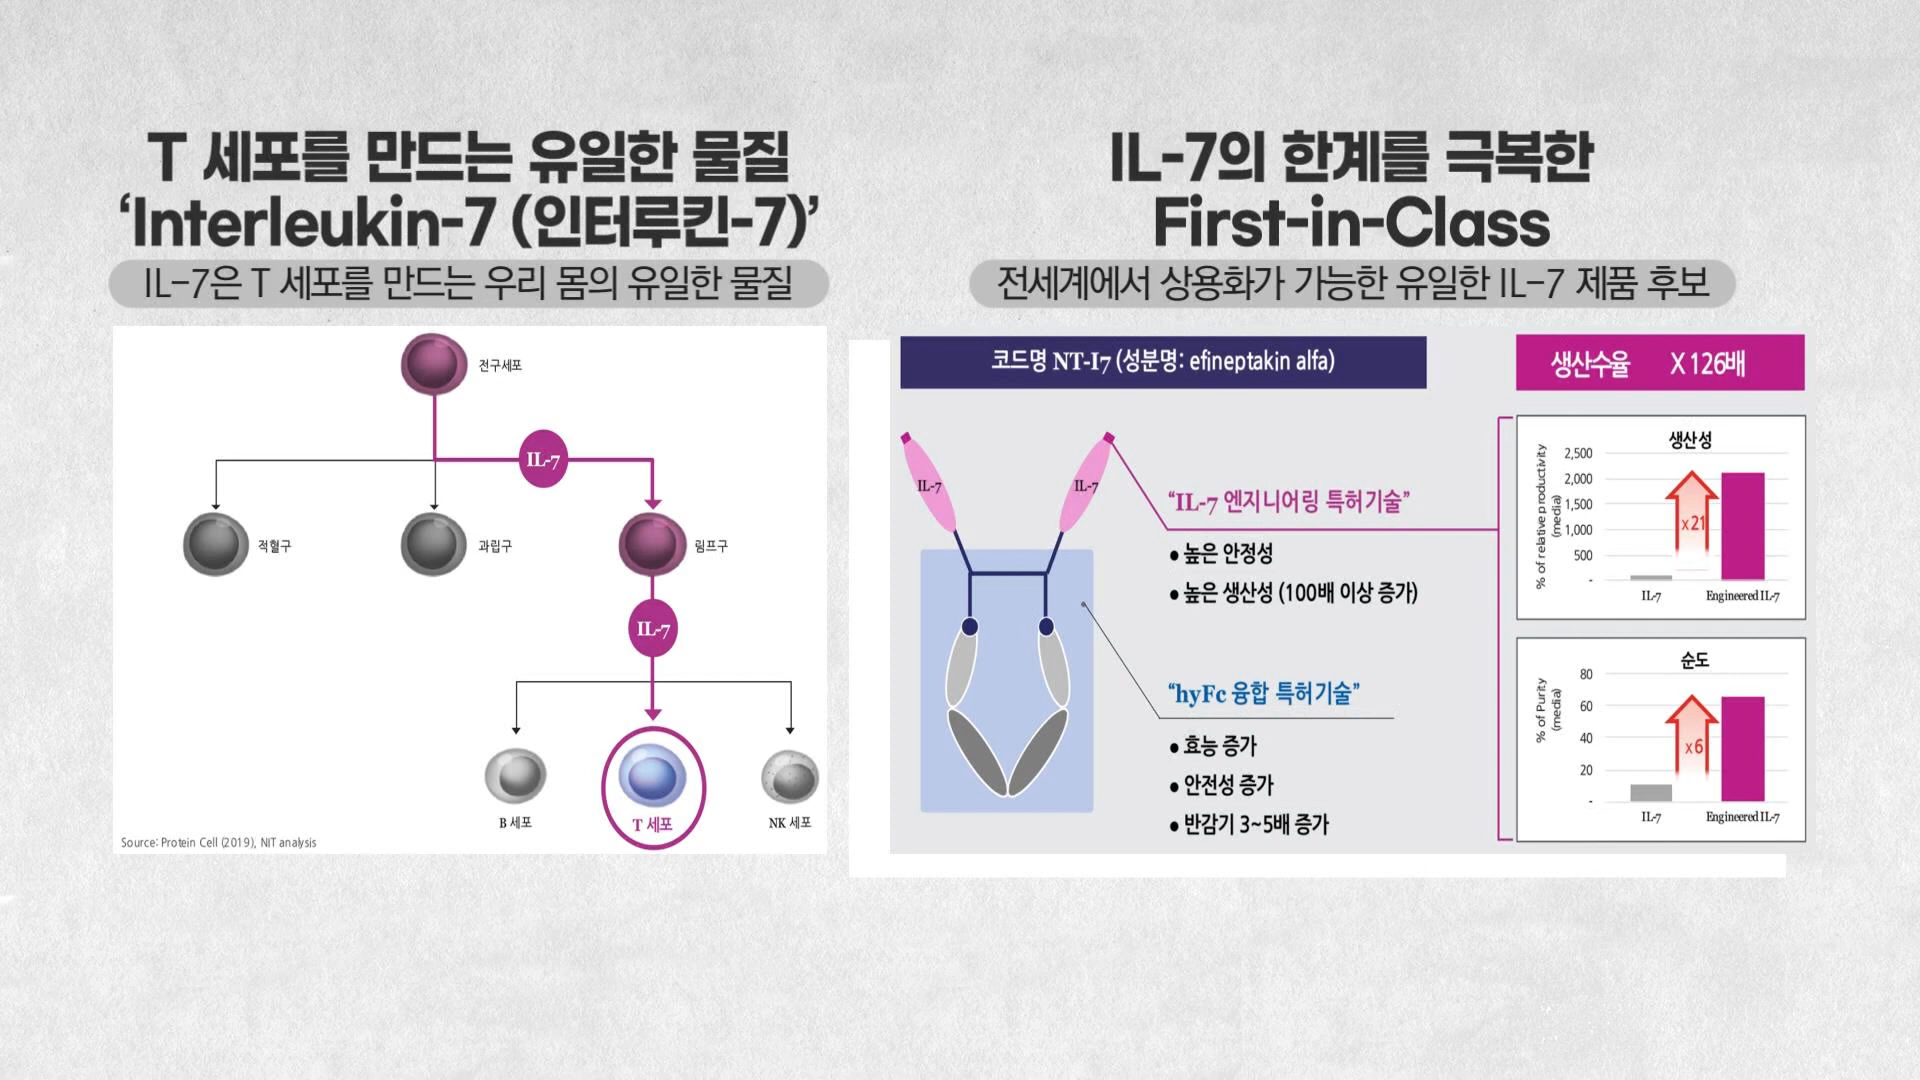 T 세포를 만드는 유일한 물질
‘Interleukin-7 (인터루킨-7)’
IL-7은 T 세포를 만드는 우리 몸의 유일한 물질
전구세포
IL-7
적혈구
과립구
림프구
IL-7
B 세포
T 세포
NK 세포
Source: Protein Cell (2019), NIT analysis
IL-7의 한계를 극복한
First-in-Class
전세계에서 상용화가 가능한 유일한 IL-7 제품 후보
코드명 NT-I7 (성분명: efineptakin alfa)
IL-7
IL-7
“IL-7 엔지니어링 특허기술”
• 높은 안정성
• 높은 생산성 (100배 이상 증가)
“hyFc 융합 특허기술”
• 효능 증가
• 안전성 증가
• 반감기 3~5배 증가
생산수율 X 126배
생산성
% of relative productivity
(media)
2,500
2,000
1,500
1,000
500
-
x 21
IL-7
Engineered IL-7
순도
% of Purity
(media)
80
60
40
20
-
x 6
IL-7
Engineered IL-7